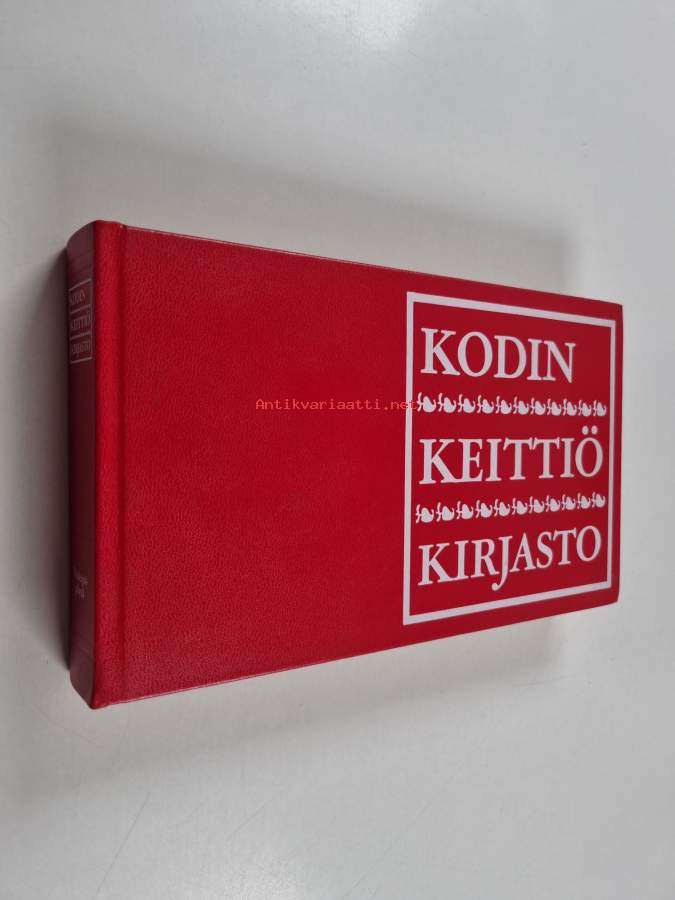 KODIN
KEITTIÖ
KIRJASTO
KODIN
KEITTIÖ
KIRJASTO
Antikvariaatti.net